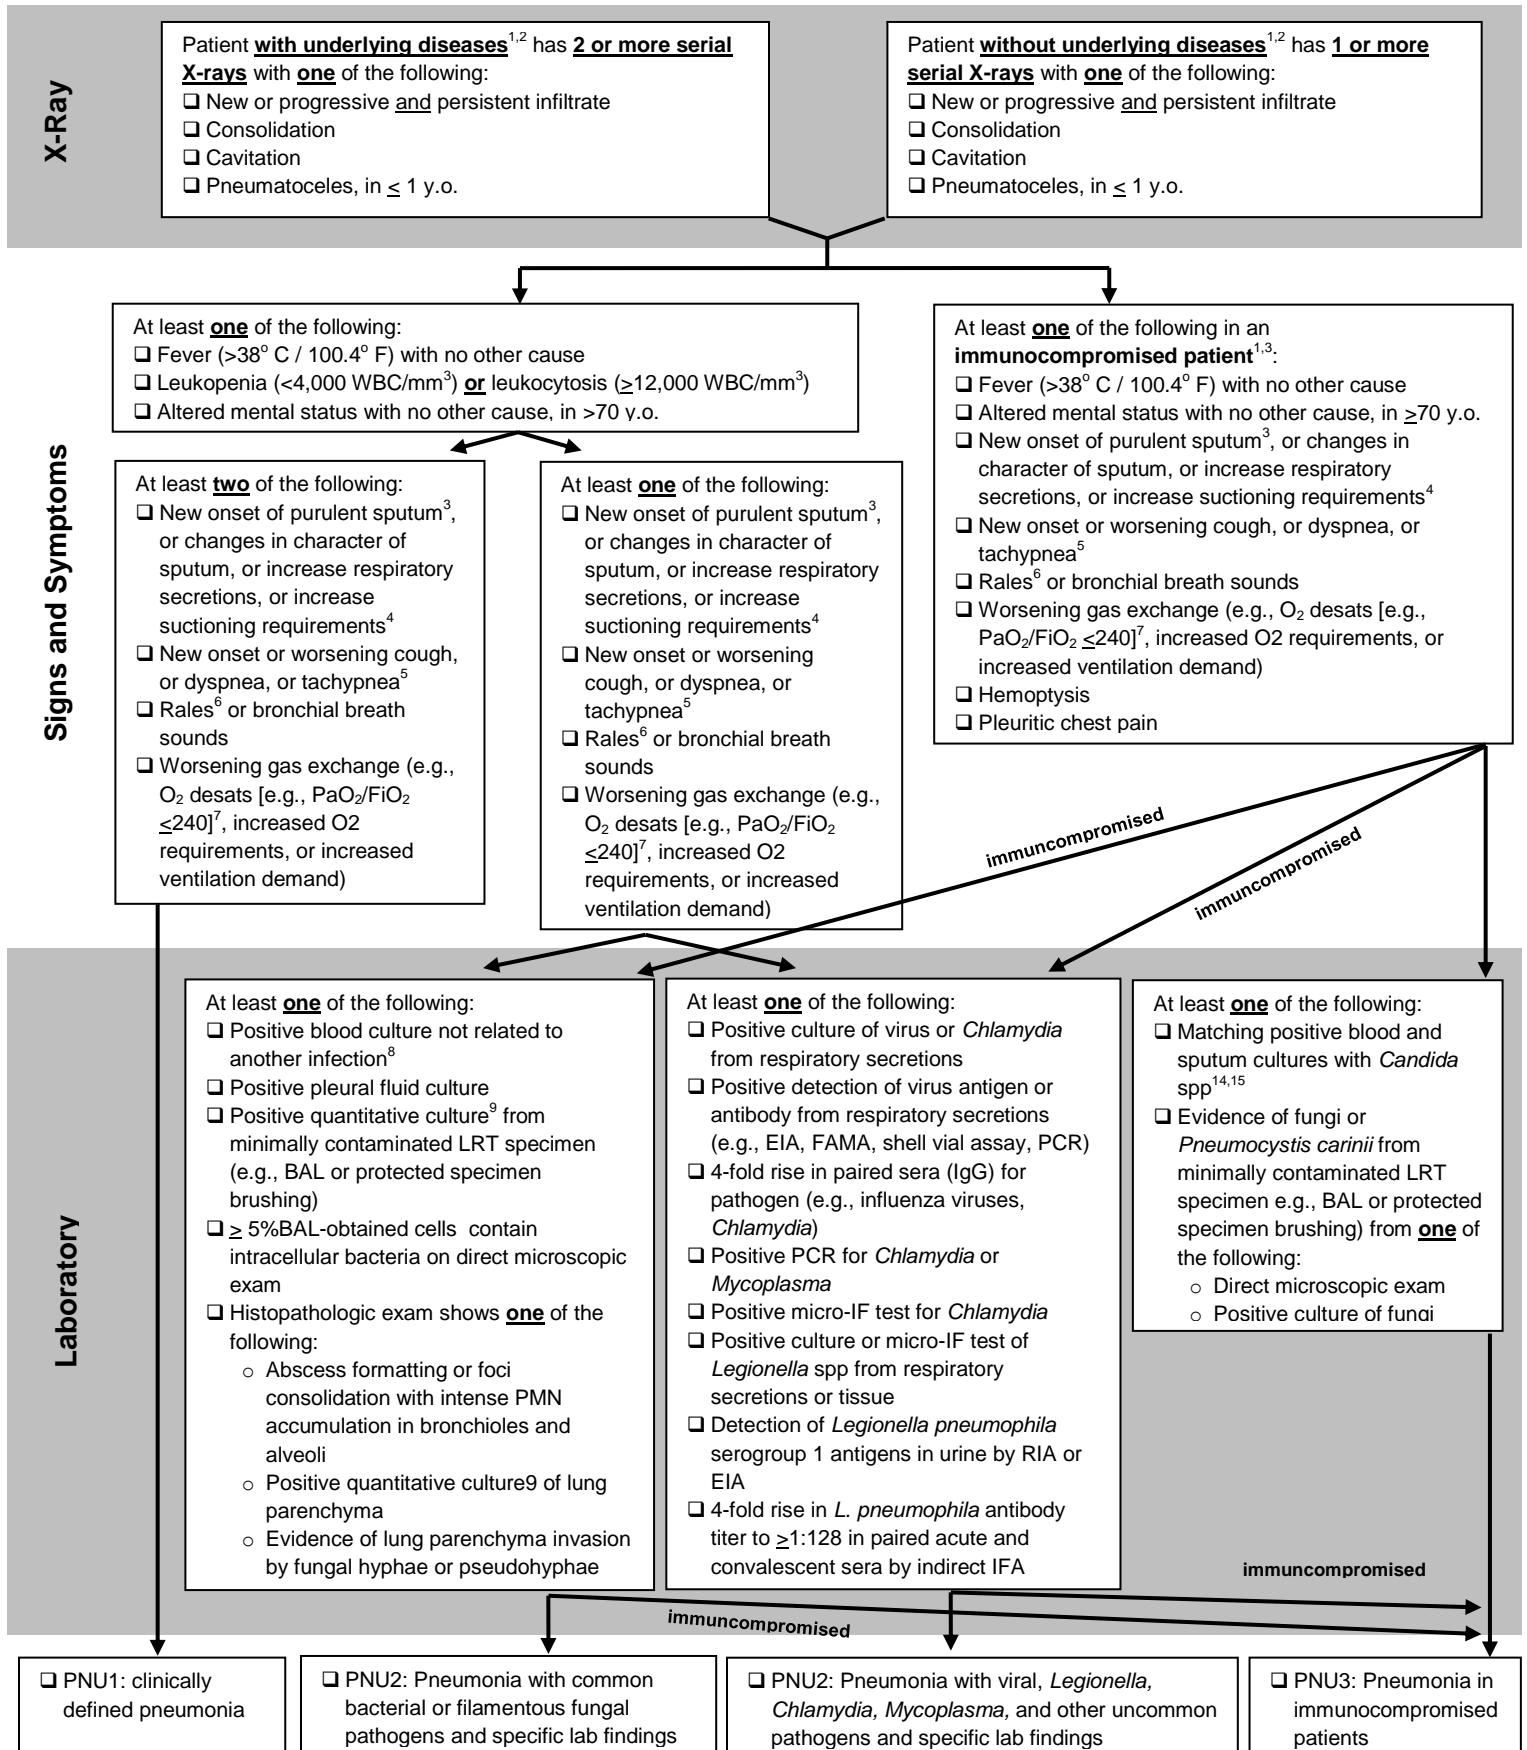 X-Ray
Patient with underlying diseases1,2 has 2 or more serial
X-rays with one of the following:
❑ New or progressive and persistent infiltrate
❑ Consolidation
❑ Cavitation
❑ Pneumatoceles, in < 1 y.o.
Patient without underlying diseases1,2 has 1 or more
serial X-rays with one of the following:
❑ New or progressive and persistent infiltrate
❑ Consolidation
❑ Cavitation
❑ Pneumatoceles, in < 1 y.o.
Signs and Symptoms
At least one of the following:
❑ Fever (>38o C / 100.4o F) with no other cause
❑ Leukopenia (<4,000 WBC/mm3) or leukocytosis (>12,000 WBC/mm3)
❑ Altered mental status with no other cause, in >70 y.o.
At least one of the following in an
immunocompromised patient1,3:
❑ Fever (>38o C / 100.4o F) with no other cause
❑ Altered mental status with no other cause, in >70 y.o.
❑ New onset of purulent sputum3, or changes in
character of sputum, or increase respiratory
secretions, or increase suctioning requirements4
❑ New onset or worsening cough, or dyspnea, or
tachypnea5
❑ Rales6 or bronchial breath sounds
❑ Worsening gas exchange (e.g., O2 desats [e.g.,
PaO2/FiO2 <240]7, increased O2 requirements, or
increased ventilation demand)
❑ Hemoptysis
❑ Pleuritic chest pain
At least two of the following:
❑ New onset of purulent sputum3,
or changes in character of
sputum, or increase respiratory
secretions, or increase
suctioning requirements4
❑ New onset or worsening cough,
or dyspnea, or tachypnea5
❑ Rales6 or bronchial breath
sounds
❑ Worsening gas exchange (e.g.,
O2 desats [e.g., PaO2/FiO2
<240]7, increased O2
requirements, or increased
ventilation demand)
At least one of the following:
❑ New onset of purulent sputum3,
or changes in character of
sputum, or increase respiratory
secretions, or increase
suctioning requirements4
❑ New onset or worsening
cough, or dyspnea, or
tachypnea5
❑ Rales6 or bronchial breath
sounds
❑ Worsening gas exchange (e.g.,
O2 desats [e.g., PaO2/FiO2
<240]7, increased O2
requirements, or increased
ventilation demand)
immuncompromised
immuncompromised
Laboratory
At least one of the following:
❑ Positive blood culture not related to
another infection8
❑ Positive pleural fluid culture
❑ Positive quantitative culture9 from
minimally contaminated LRT specimen
(e.g., BAL or protected specimen
brushing)
❑ > 5%BAL-obtained cells contain
intracellular bacteria on direct microscopic
exam
❑ Histopathologic exam shows one of the
following:
o Abscess formatting or foci
consolidation with intense PMN
accumulation in bronchioles and
alveoli
o Positive quantitative culture9 of lung
parenchyma
o Evidence of lung parenchyma invasion
by fungal hyphae or pseudohyphae
At least one of the following:
❑ Positive culture of virus or Chlamydia
from respiratory secretions
❑ Positive detection of virus antigen or
antibody from respiratory secretions
(e.g., EIA, FAMA, shell vial assay, PCR)
❑ 4-fold rise in paired sera (IgG) for
pathogen (e.g., influenza viruses,
Chlamydia)
❑ Positive PCR for Chlamydia or
Mycoplasma
❑ Positive micro-IF test for Chlamydia
❑ Positive culture or micro-IF test of
Legionella spp from respiratory
secretions or tissue
❑ Detection of Legionella pneumophila
serogroup 1 antigens in urine by RIA or
EIA
❑ 4-fold rise in L. pneumophila antibody
titer to >1:128 in paired acute and
convalescent sera by indirect IFA
At least one of the following:
❑ Matching positive blood and
sputum cultures with Candida
spp14,15
❑ Evidence of fungi or
Pneumocystis carinii from
minimally contaminated LRT
specimen e.g., BAL or protected
specimen brushing) from one of
the following:
o Direct microscopic exam
o Positive culture of fungi
immuncompromised
immuncompromised
❑ PNU1: clinically
defined pneumonia
❑ PNU2: Pneumonia with common
bacterial or filamentous fungal
pathogens and specific lab findings
❑ PNU2: Pneumonia with viral, Legionella,
Chlamydia, Mycoplasma, and other uncommon
pathogens and specific lab findings
❑ PNU3: Pneumonia in
immunocompromised
patients